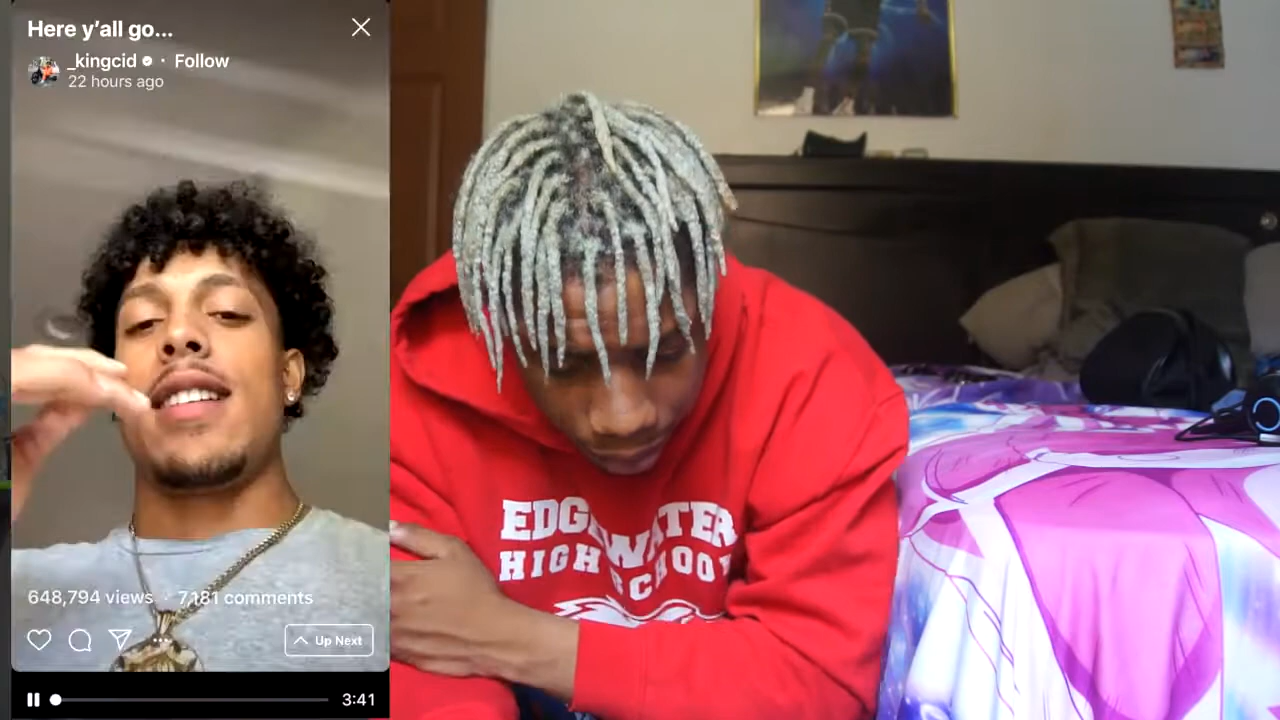 Here y’all go...
_kingcid · Follow
22 hours ago
EDGEWATER
HIGH SCHOOL
648,794 views · 7,181 comments
Up Next
3:41